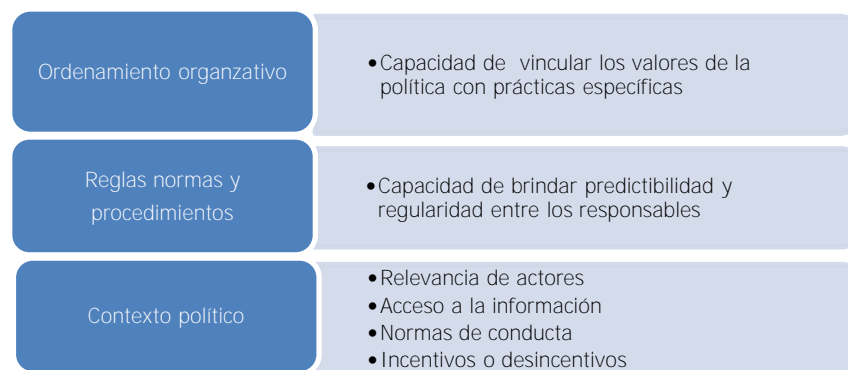 Ordenamiento organzativo
•Capacidad de vincular los valores de la
política con prácticas específicas
Reglas normas y
procedimientos
•Capacidad de brindar predictibilidad y
regularidad entre los responsables
Contexto político
•Relevancia de actores
•Acceso a la información
•Normas de conducta
•Incentivos o desincentivos